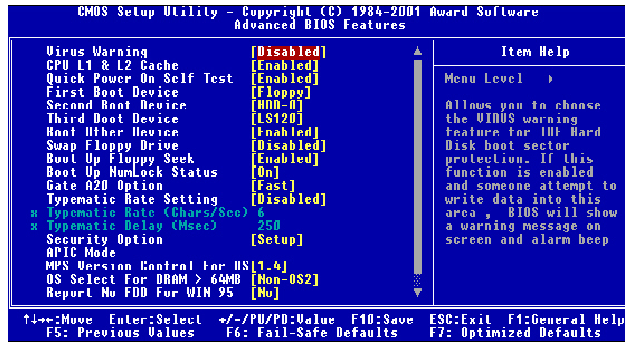 CMOS Setup Utility - Copyright (C) 1984-2001 Award Software
Advanced BIOS Features
Virus Warning [Disabled]
CPU L1 & L2 Cache [Enabled]
Quick Power On Self Test [Enabled]
First Boot Device [Floppy]
Second Boot Device [HDD-0]
Third Boot Device [LS120]
Boot Other Device [Enabled]
Swap Floppy Drive [Disabled]
Boot Up Floppy Seek [Enabled]
Boot Up NumLock Status [On]
Gate A20 Option [Fast]
Typematic Rate Setting [Disabled]
x Typematic Rate (Chars/Sec) 6
x Typematic Delay (Msec) 250
Security Option [Setup]
APIC Mode
MPS Version Control For OS[1.4]
OS Select For DRAM > 64MB [Non-OS2]
Report No FDD For WIN 95 [No]
Item Help
Menu Level
Allows you to choose
the VIRUS warning
feature for IDE Hard
Disk boot sector
protection. If this
function is enabled
and someone attempt to
write data into this
area , BIOS will show
a warning message on
screen and alarm beep
↑↓→←:Move Enter:Select +/-/PU/PD:Value F10:Save ESC:Exit F1:General Help
F5: Previous Values F6: Fail-Safe Defaults F7: Optimized Defaults